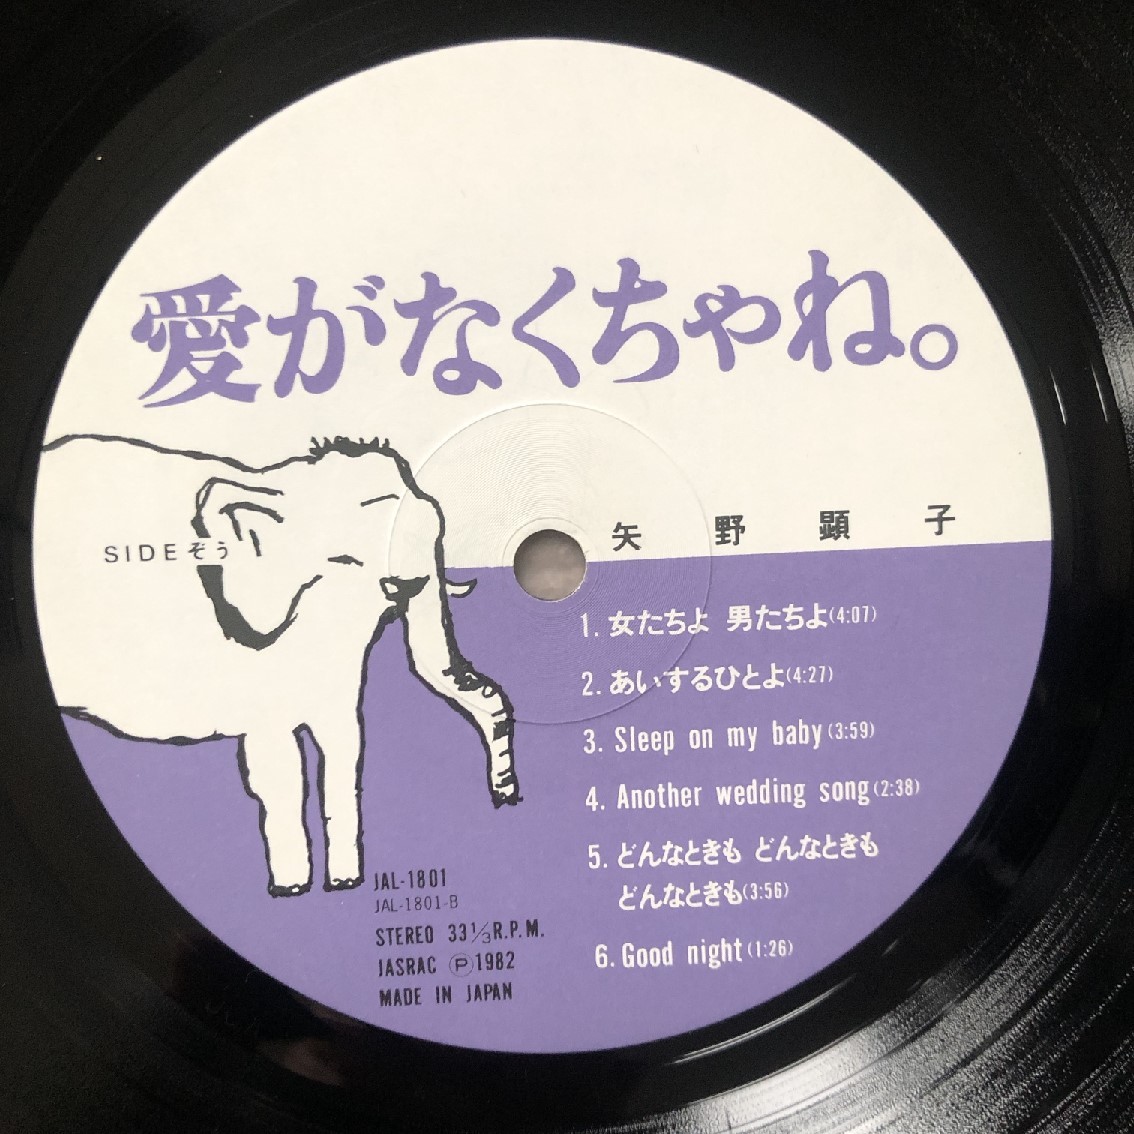 愛がなくちゃね。
矢野顕子
SIDEぞう
1. 女たちよ 男たちよ(4:07)
2. あいするひとよ(4:27)
3. Sleep on my baby(3:59)
4. Another wedding song(2:38)
5. どんなときも どんなときも
どんなときも(3:56)
6. Good night(1:26)
JAL-1801
JAL-1801-B
STEREO 33⅓R.P.M.
JASRAC Ⓟ1982
MADE IN JAPAN